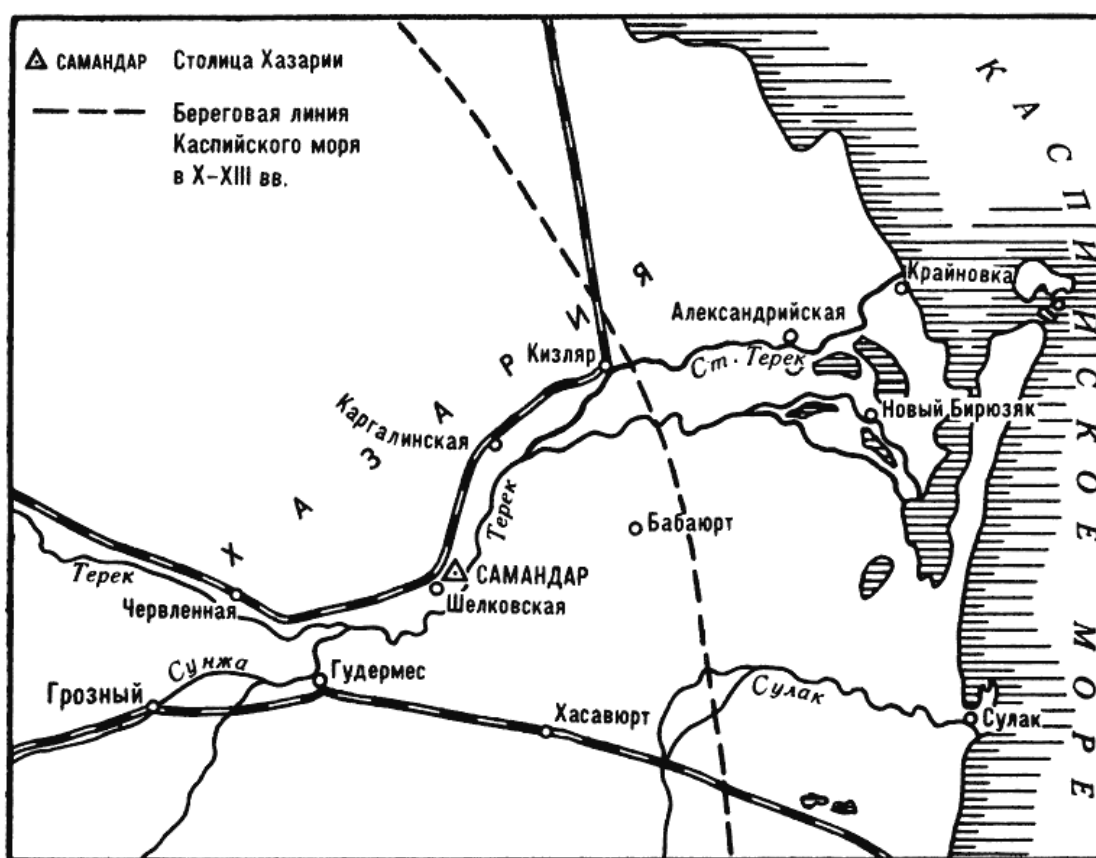 САМАНДАР Столица Хазарии
Береговая линия
Каспийского моря
в X–XIII вв.
КАСПИЙСКОЕ МОРЕ
ХАЗАРИЯ
Крайновка
Александрийская
Кизляр
Ст. Терек
Каргалинская
Новый Бирюзяк
Терек
Бабаюрт
Терек
САМАНДАР
Червленная
Шелковская
Сунжа
Гудермес
Грозный
Сулак
Хасавюрт
Сулак